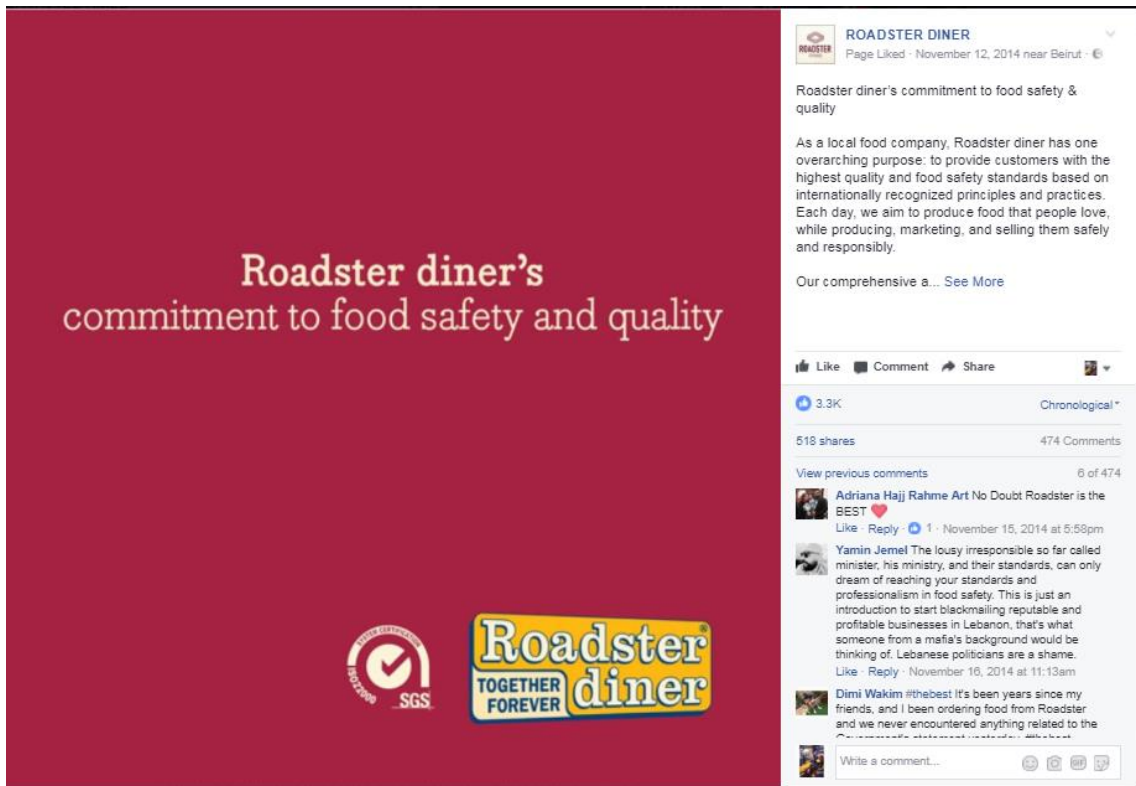 Roadster diner's
commitment to food safety and quality
SYSTEM CERTIFICATION
ISO22000
SGS
Roadster®
TOGETHER
FOREVER
diner
ROADSTER
ROADSTER DINER
Page Liked · November 12, 2014 near Beirut ·
Roadster diner's commitment to food safety &
quality
As a local food company, Roadster diner has one
overarching purpose: to provide customers with the
highest quality and food safety standards based on
internationally recognized principles and practices.
Each day, we aim to produce food that people love,
while producing, marketing, and selling them safely
and responsibly.
Our comprehensive a... See More
Like Comment Share
3.3K Chronological
518 shares 474 Comments
View previous comments 6 of 474
Adriana Hajj Rahme Art No Doubt Roadster is the
BEST ❤
Like · Reply · 1 · November 15, 2014 at 5:58pm
Yamin Jemel The lousy irresponsible so far called
minister, his ministry, and their standards, can only
dream of reaching your standards and
professionalism in food safety. This is just an
introduction to start blackmailing reputable and
profitable businesses in Lebanon, that's what
someone from a mafia's background would be
thinking of. Lebanese politicians are a shame.
Like · Reply · November 16, 2014 at 11:13am
Dimi Wakim #thebest It's been years since my
friends, and I been ordering food from Roadster
and we never encountered anything related to the
Write a comment...
GIF